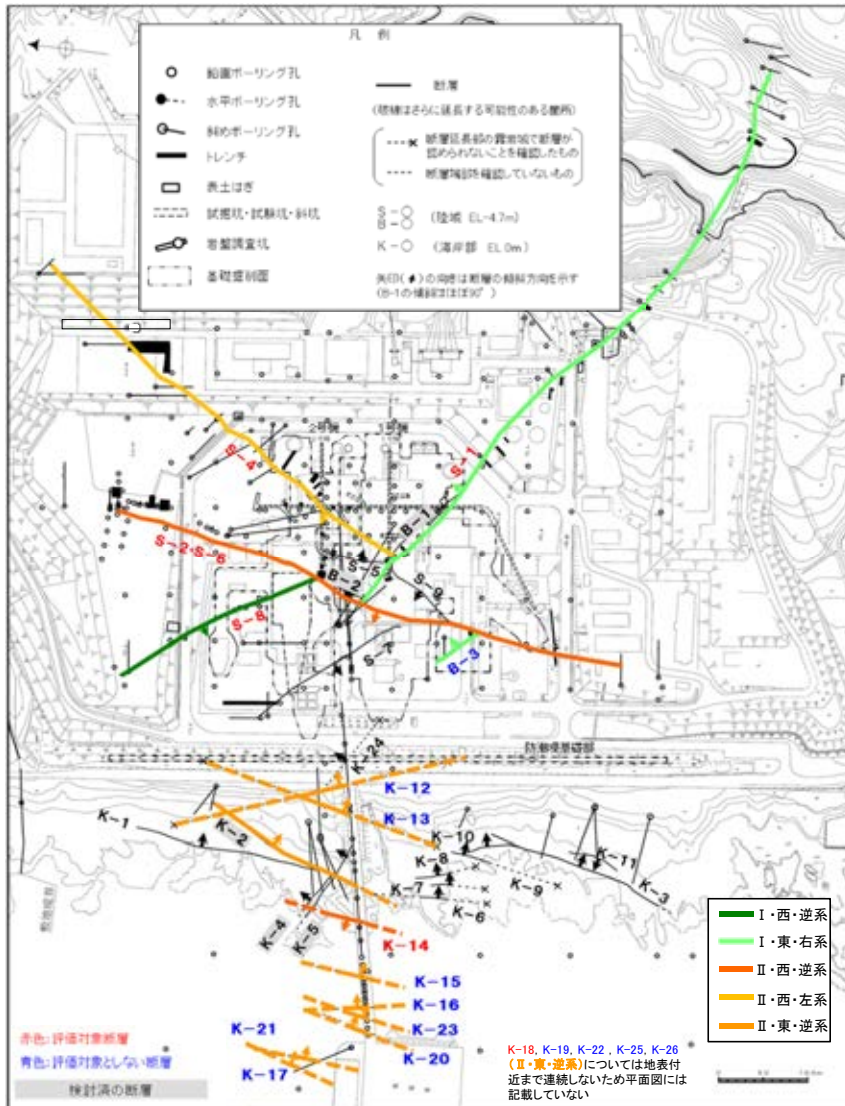 凡 例
鉛直ボーリング孔
水平ボーリング孔
斜めボーリング孔
トレンチ
表土はぎ
試掘坑・試験坑・斜坑
岩盤調査坑
基礎掘削面
断層
(破線はさらに延長する可能性のある箇所)
断層延長部の露岩域で断層が
認められないことを確認したもの
断層端部を確認していないもの
S-○
B-○
(陸域 EL-4.7m)
K-○ (海岸部 EL 0m)
矢印( )の向きは断層の傾斜方向を示す
(B-1の傾斜はほぼ90°)
2号機
1号機
S-4
S-1
B-1
S-2・S-6
S-5
B-2
S-9
S-8
S-7
B-3
防潮堤基礎部
K-24
K-12
K-13
K-1
K-2
K-10
K-11
K-8
K-9
K-7
K-3
K-6
K-4
K-5
K-14
K-15
K-16
K-21
K-23
K-20
K-17
Ⅰ・西・逆系
Ⅰ・東・右系
Ⅱ・西・逆系
Ⅱ・西・左系
Ⅱ・東・逆系
赤色:評価対象断層
青色:評価対象としない断層
検討済の断層
K-18, K-19, K-22 , K-25, K-26
(Ⅱ・東・逆系)については地表付
近まで連続しないため平面図には
記載していない